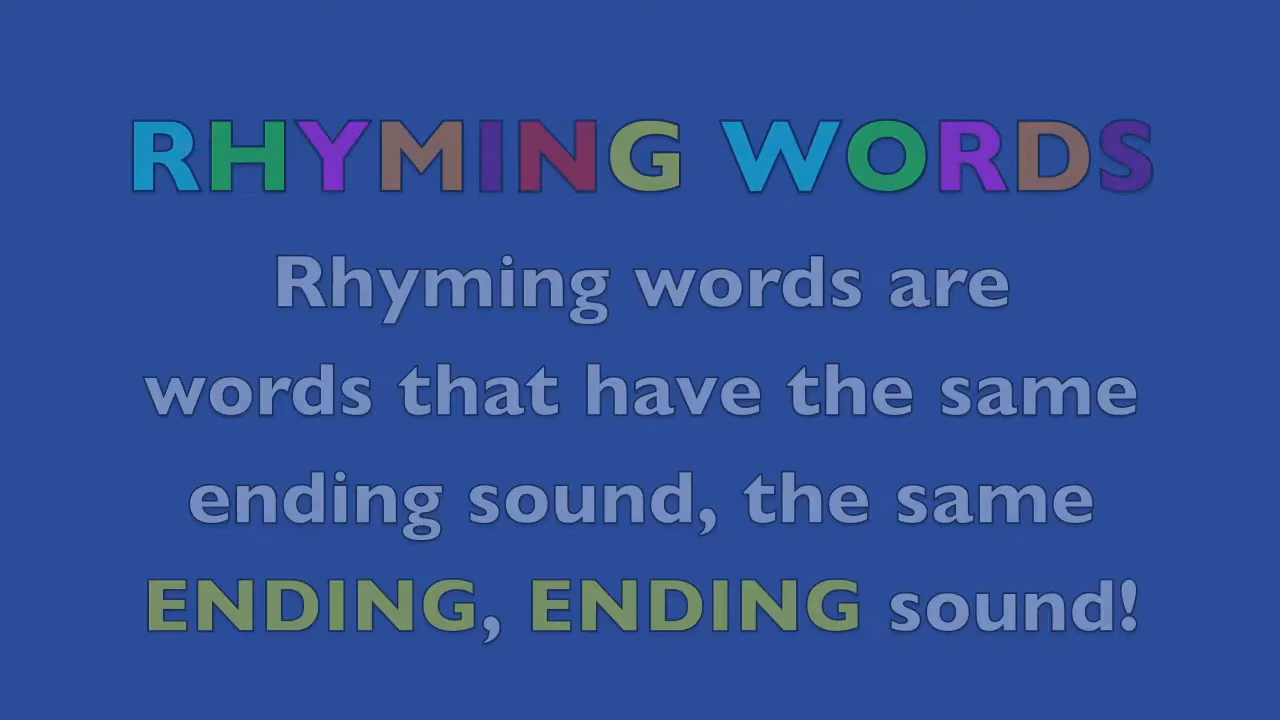 RHYMING WORDS
Rhyming words are
words that have the same
ending sound, the same
ENDING, ENDING sound!